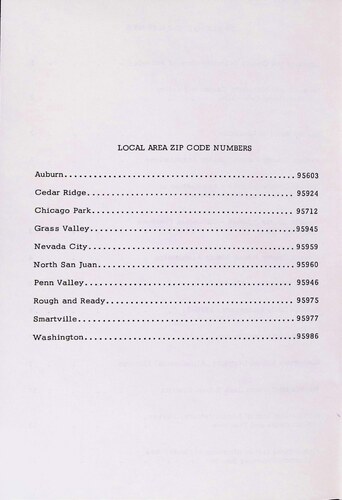 LOCAL AREA ZIP CODE NUMBERS
Auburn.................................................95603
Cedar Ridge............................................95924
Chicago Park...........................................95712
Grass Valley...........................................95945
Nevada City............................................95959
North San Juan.........................................95960
Penn Valley............................................ 95946
Rough and Ready........................................95975
Smartville.............................................95977
Washington.............................................95986